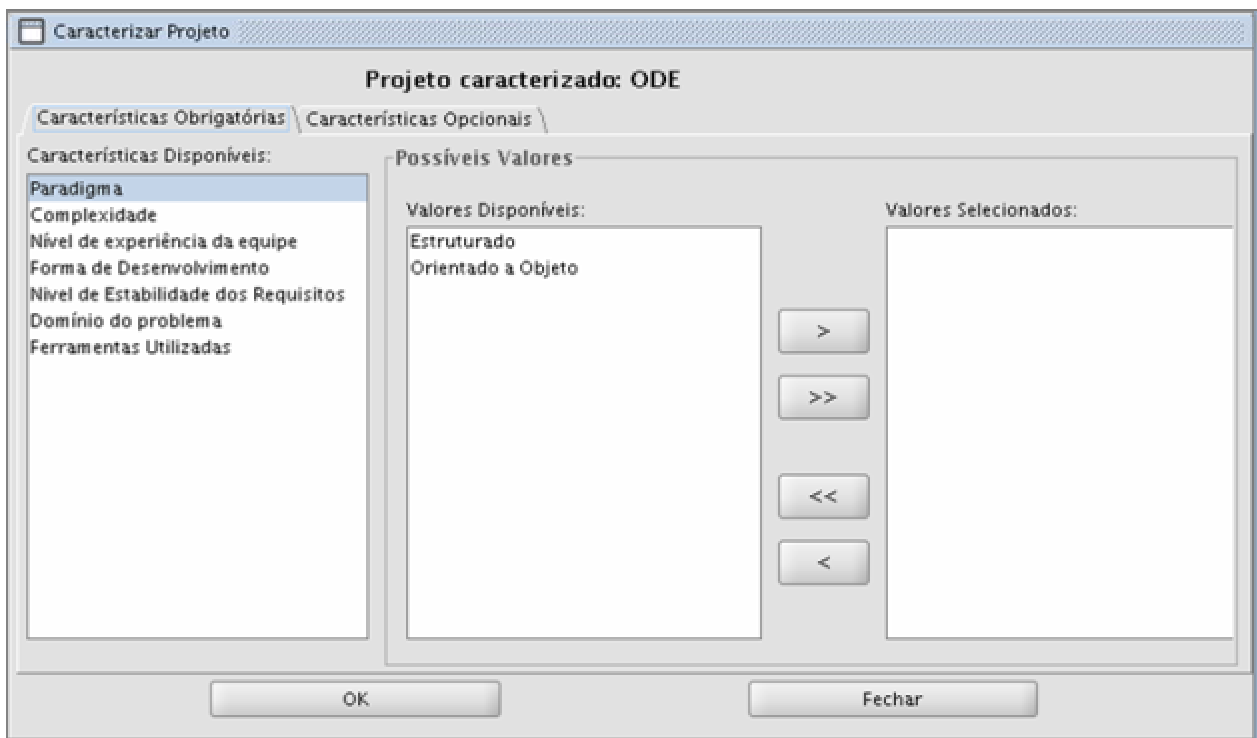 Caracterizar Projeto
Projeto caracterizado: ODE
Características Obrigatórias
Características Opcionais
Características Disponíveis:
Paradigma
Complexidade
Nível de experiência da equipe
Forma de Desenvolvimento
Nivel de Estabilidade dos Requisitos
Domínio do problema
Ferramentas Utilizadas
Possíveis Valores
Valores Disponíveis:
Estruturado
Orientado a Objeto
>
>>
<<
<
Valores Selecionados:
OK
Fechar